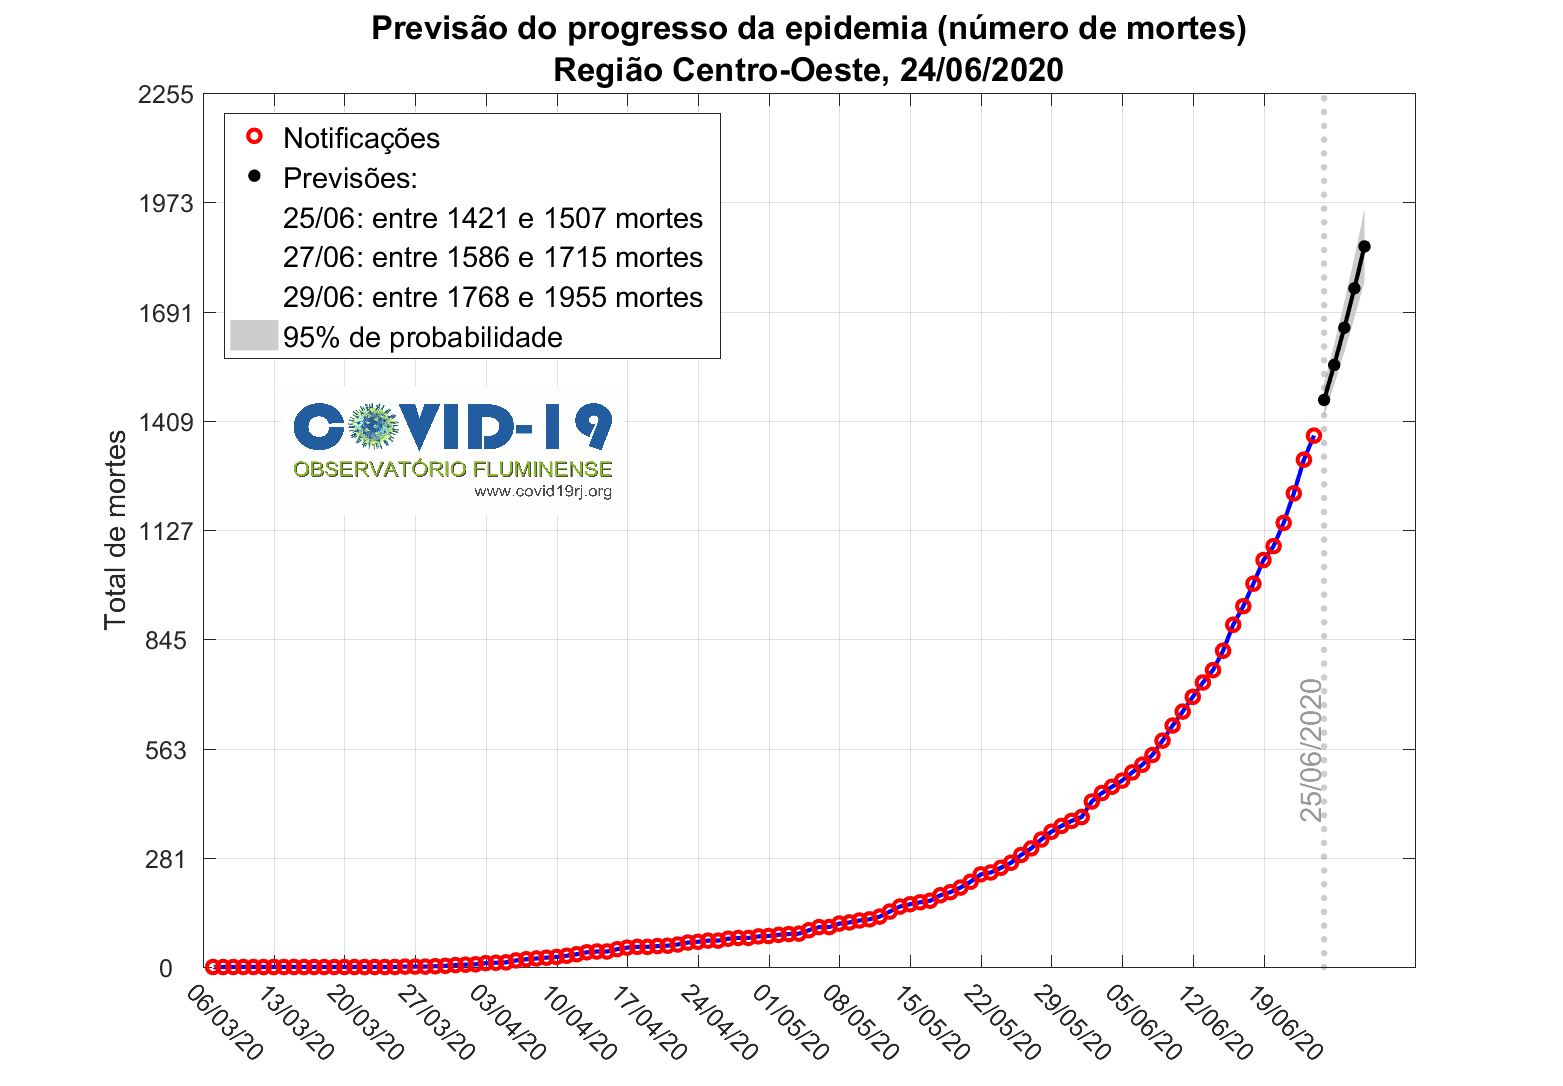 Previsão do progresso da epidemia (número de mortes)
Região Centro-Oeste, 24/06/2020
2255
1973
1691
1409
1127
845
563
281
0
Total de mortes
Notificações
Previsões:
25/06: entre 1421 e 1507 mortes
27/06: entre 1586 e 1715 mortes
29/06: entre 1768 e 1955 mortes
95% de probabilidade
COVID-19
OBSERVATÓRIO FLUMINENSE
www.covid19rj.org
25/06/2020
06/03/20
13/03/20
20/03/20
27/03/20
03/04/20
10/04/20
17/04/20
24/04/20
01/05/20
08/05/20
15/05/20
22/05/20
29/05/20
05/06/20
12/06/20
19/06/20